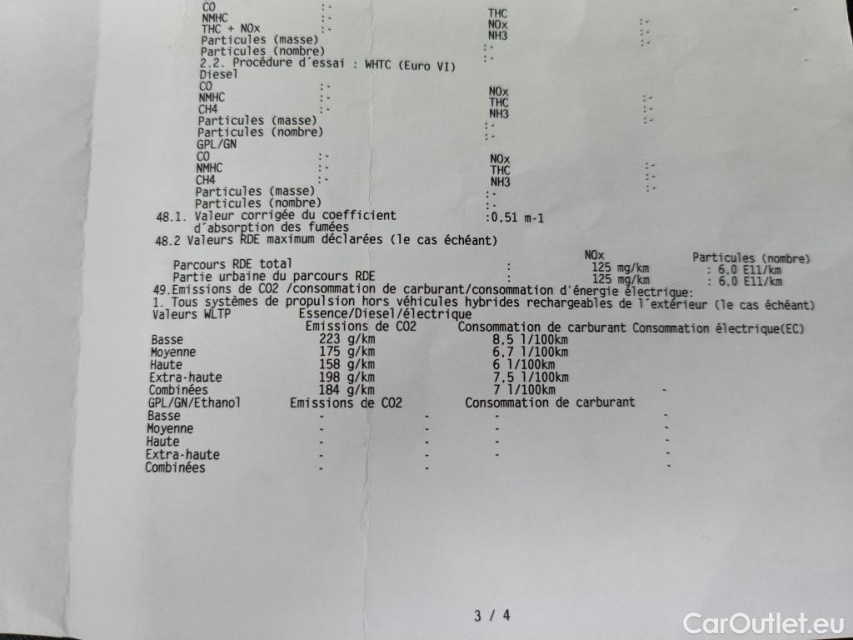 CO :- THC :-
NMHC :- NOx :-
THC + NOx :- NH3 :-
Particules (masse) :-
Particules (nombre) :-
2.2. Procédure d'essai : WHTC (Euro VI)
Diesel
CO :- NOx :-
NMHC :- THC :-
CH4 :- NH3 :-
Particules (masse) :-
Particules (nombre) :-
GPL/GN
CO :- NOx :-
NMHC :- THC :-
CH4 :- NH3 :-
Particules (masse) :-
Particules (nombre) :-
48.1. Valeur corrigée du coefficient :0.51 m-1
d'absorption des fumées
48.2 Valeurs RDE maximum déclarées (le cas échéant)
NOx Particules (nombre)
Parcours RDE total : 125 mg/km : 6.0 E11/km
Partie urbaine du parcours RDE : 125 mg/km : 6.0 E11/km
49.Emissions de CO2 /consommation de carburant/consommation d'énergie électrique:
1. Tous systèmes de propulsion hors véhicules hybrides rechargeables de l'extérieur (le cas échéant)
Valeurs WLTP Essence/Diesel/électrique
Emissions de CO2 Consommation de carburant Consommation électrique(EC)
Basse 223 g/km 8.5 l/100km
Moyenne 175 g/km 6.7 l/100km
Haute 158 g/km 6 l/100km
Extra-haute 198 g/km 7.5 l/100km
Combinées 184 g/km 7 l/100km -
GPL/GN/Ethanol Emissions de CO2 Consommation de carburant
Basse - - - -
Moyenne - - - -
Haute - - - -
Extra-haute - - - -
Combinées - - - -
3 / 4
CarOutlet.eu